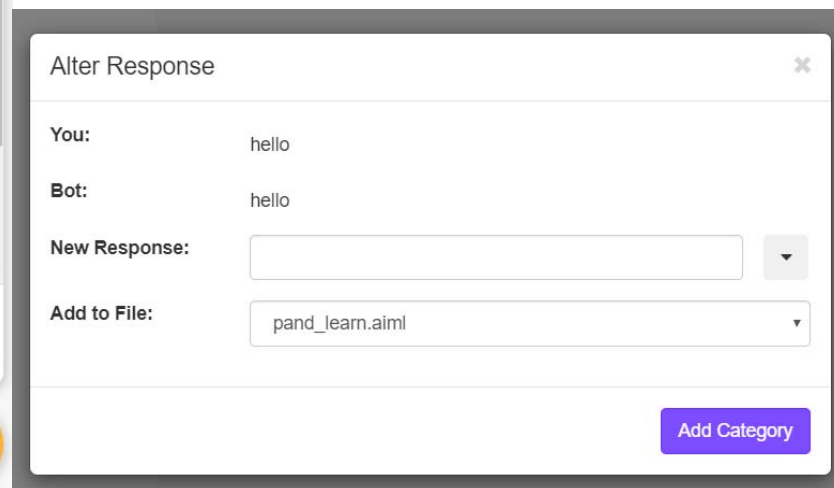 Alter Response ×
You: hello
Bot: hello
New Response:
Add to File: pand_learn.aiml
Add Category